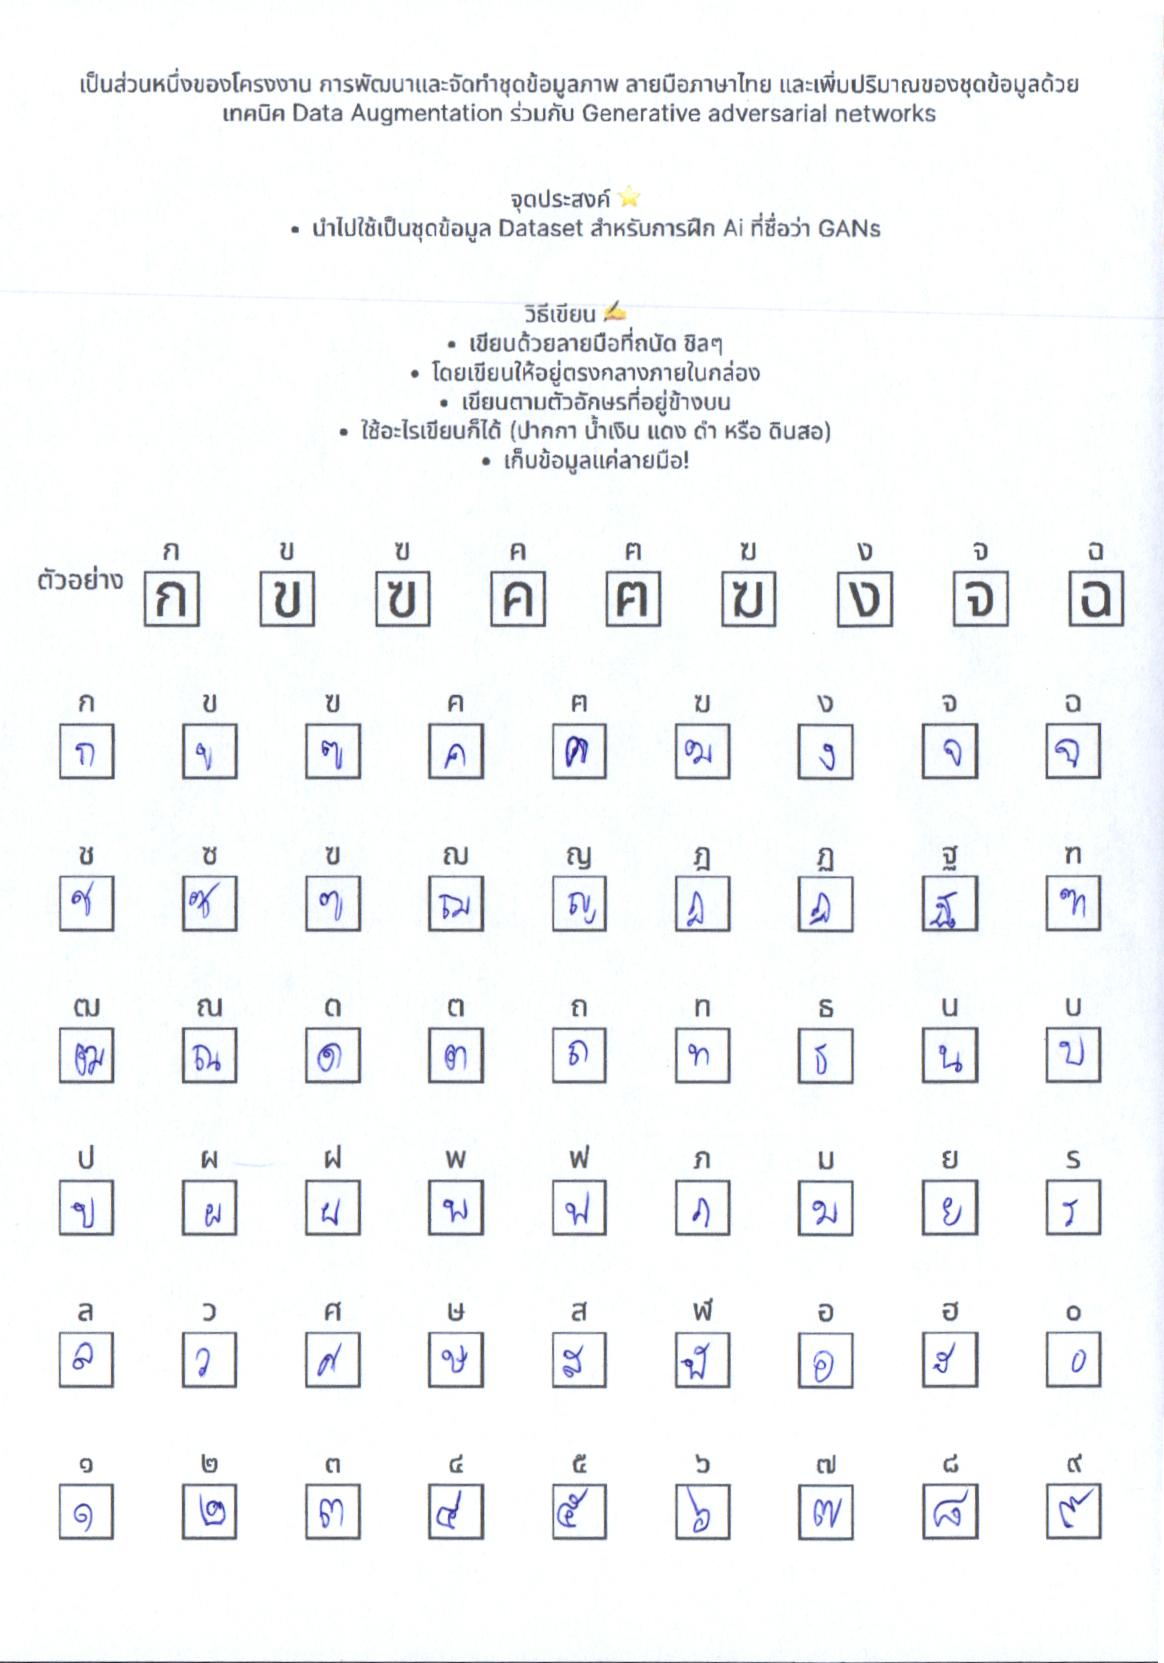 เป็นส่วนหนึ่งของโครงงาน การพัฒนาและจัดทำชุดข้อมูลภาพ ลายมือภาษาไทย และเพิ่มปริมาณของชุดข้อมูลด้วย
เทคนิค Data Augmentation ร่วมกับ Generative adversarial networks
จุดประสงค์ ⭐
• นำไปใช้เป็นชุดข้อมูล Dataset สำหรับการฝึก Ai ที่ชื่อว่า GANs
วิธีเขียน ✍️
• เขียนด้วยลายมือที่ถนัด ชิลๆ
• โดยเขียนให้อยู่ตรงกลางภายในกล่อง
• เขียนตามตัวอักษรที่อยู่ข้างบน
• ใช้อะไรเขียนก็ได้ (ปากกา น้ำเงิน แดง ดำ หรือ ดินสอ)
• เก็บข้อมูลแค่ลายมือ!
ก ข ฃ ค ฅ ฆ ง จ ฉ
ตัวอย่าง ก ข ฃ ค ฅ ฆ ง จ ฉ
ก ข ฃ ค ฅ ฆ ง จ ฉ
ก ข ฃ ค ฅ ฆ ง จ ฉ
ช ซ ฃ ฌ ญ ฎ ฏ ฐ ฑ
ช ซ ฃ ฌ ญ ฎ ฏ ฐ ฑ
ฒ ณ ด ต ถ ท ธ น บ
ฒ ณ ด ต ถ ท ธ น บ
ป ผ ฝ พ ฟ ภ ม ย ร
ป ผ ฝ พ ฟ ภ ม ย ร
ล ว ศ ษ ส ฬ อ ฮ ๐
ล ว ศ ษ ส ฬ อ ฮ ๐
๑ ๒ ๓ ๔ ๕ ๖ ๗ ๘ ๙
๑ ๒ ๓ ๔ ๕ ๖ ๗ ๘ ๙